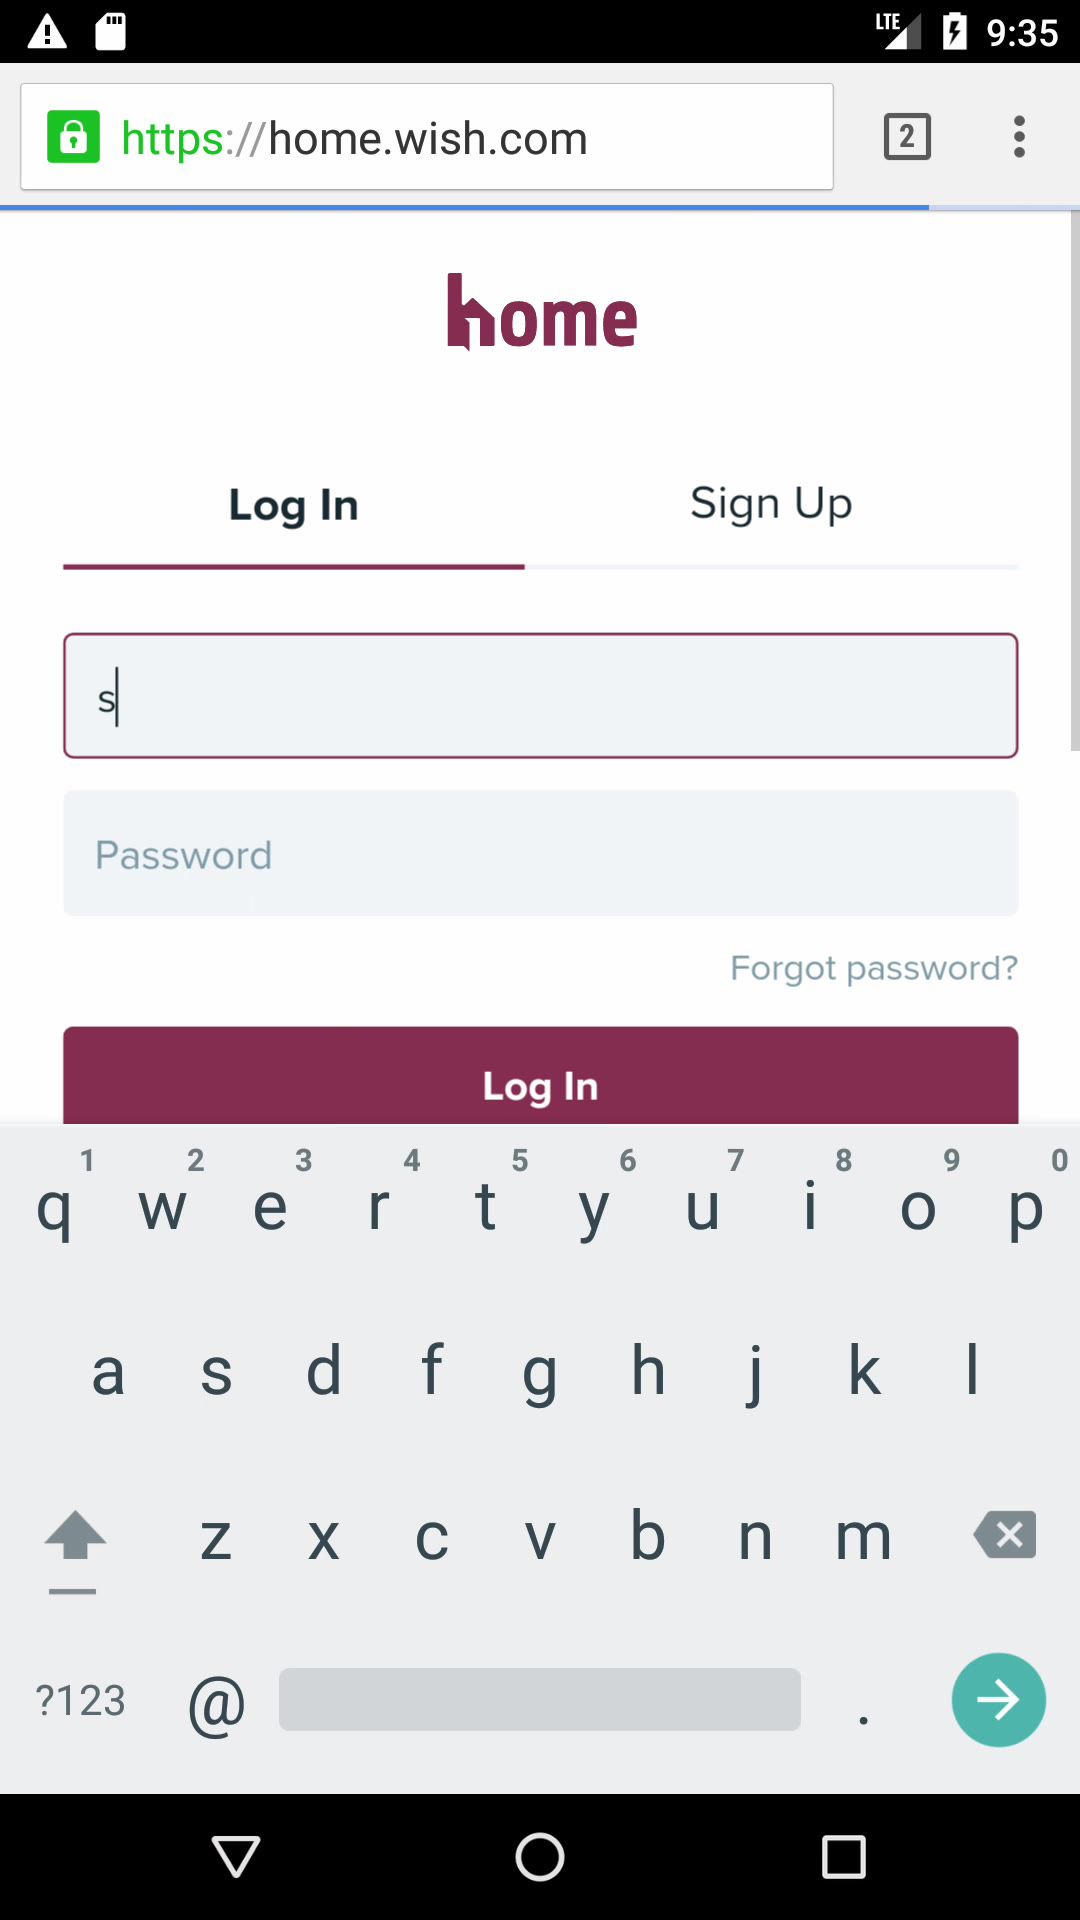 LTE 9:35
https://home.wish.com 2
home
Log In Sign Up
s
Password
Forgot password?
Log In
1 2 3 4 5 6 7 8 9 0
q w e r t y u i o p
a s d f g h j k l
z x c v b n m
?123 @ .